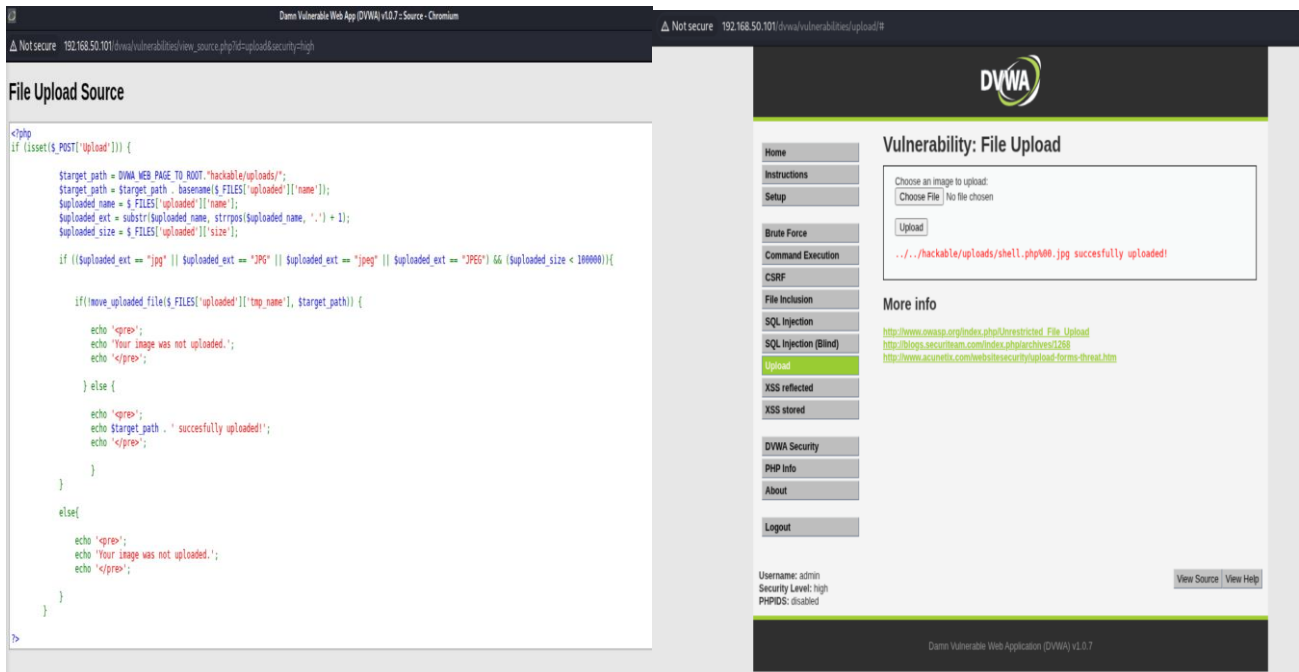 Damn Vulnerable Web App (DVWA) v1.0.7 :: Source - Chromium
Not secure 192.168.50.101/dvwa/vulnerabilities/view_source.php?id=upload&security=high
File Upload Source
<?php
if (isset($_POST['Upload'])) {
$target_path = DVWA_WEB_PAGE_TO_ROOT."hackable/uploads/";
$target_path = $target_path . basename($_FILES['uploaded']['name']);
$uploaded_name = $_FILES['uploaded']['name'];
$uploaded_ext = substr($uploaded_name, strrpos($uploaded_name, '.') + 1);
$uploaded_size = $_FILES['uploaded']['size'];
if (($uploaded_ext == "jpg" || $uploaded_ext == "JPG" || $uploaded_ext == "jpeg" || $uploaded_ext == "JPEG") && ($uploaded_size < 100000)){
if(!move_uploaded_file($_FILES['uploaded']['tmp_name'], $target_path)) {
echo '<pre>';
echo 'Your image was not uploaded.';
echo '</pre>';
} else {
echo '<pre>';
echo $target_path . ' succesfully uploaded!';
echo '</pre>';
}
}
else{
echo '<pre>';
echo 'Your image was not uploaded.';
echo '</pre>';
}
}
?>
Not secure 192.168.50.101/dvwa/vulnerabilities/upload/#
DVWA
Home
Instructions
Setup
Brute Force
Command Execution
CSRF
File Inclusion
SQL Injection
SQL Injection (Blind)
Upload
XSS reflected
XSS stored
DVWA Security
PHP Info
About
Logout
Vulnerability: File Upload
Choose an image to upload:
Choose File No file chosen
Upload
../../hackable/uploads/shell.php%00.jpg succesfully uploaded!
More info
http://www.owasp.org/index.php/Unrestricted_File_Upload
http://blogs.securiteam.com/index.php/archives/1268
http://www.acunetix.com/websitesecurity/upload-forms-threat.htm
Username: admin
Security Level: high
PHPIDS: disabled
View Source View Help
Damn Vulnerable Web Application (DVWA) v1.0.7